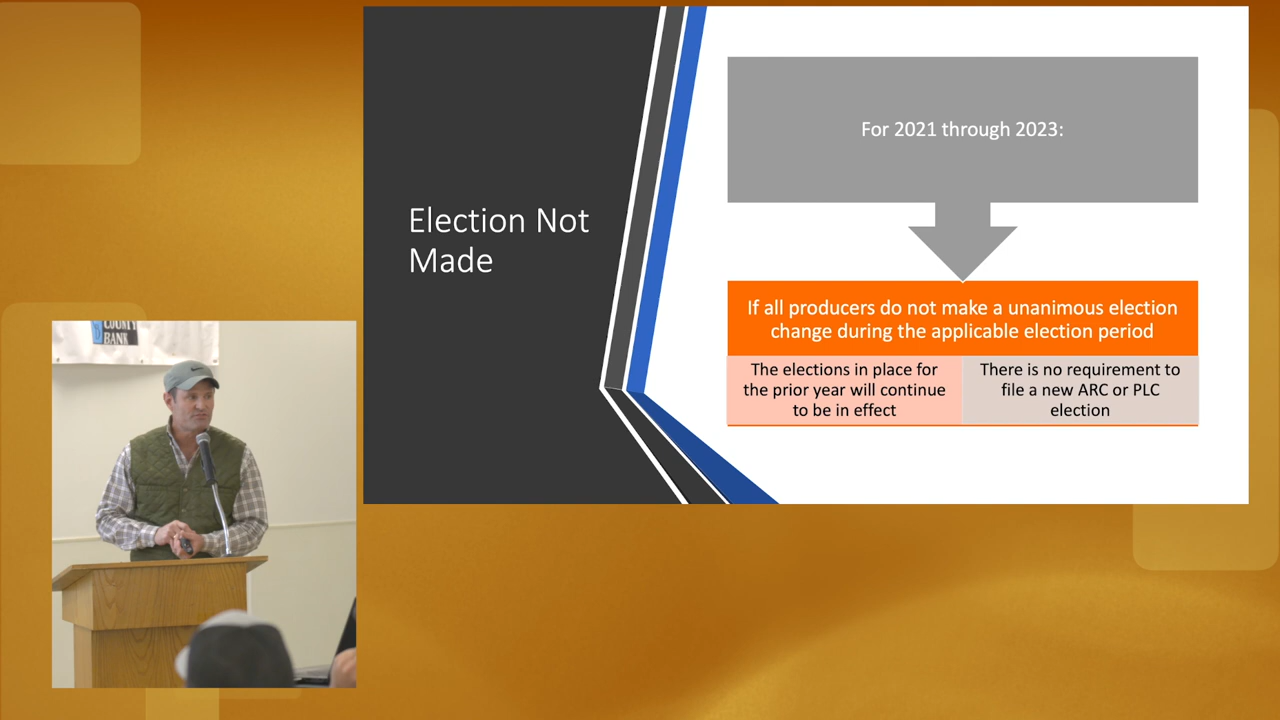 Election Not
Made
For 2021 through 2023:
If all producers do not make a unanimous election
change during the applicable election period
The elections in place for
the prior year will continue
to be in effect
There is no requirement to
file a new ARC or PLC
election
COUNTY
BANK